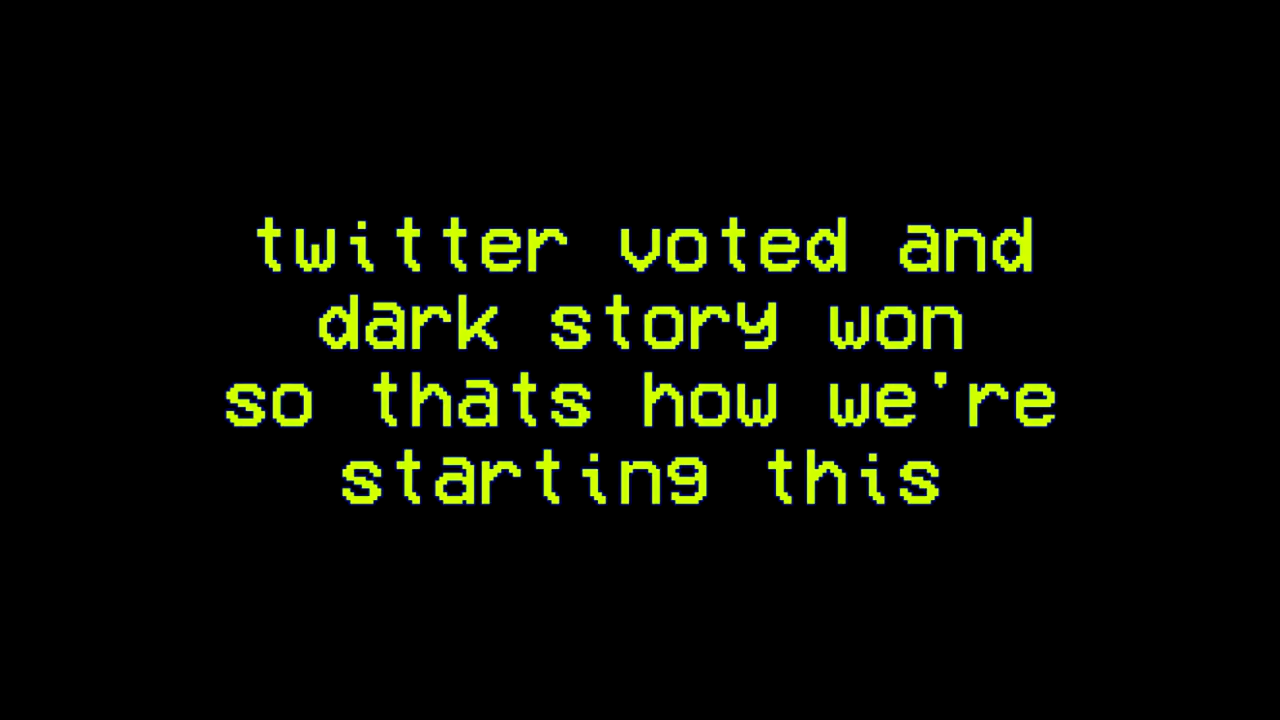 twitter voted and
dark story won
so thats how we're
starting this